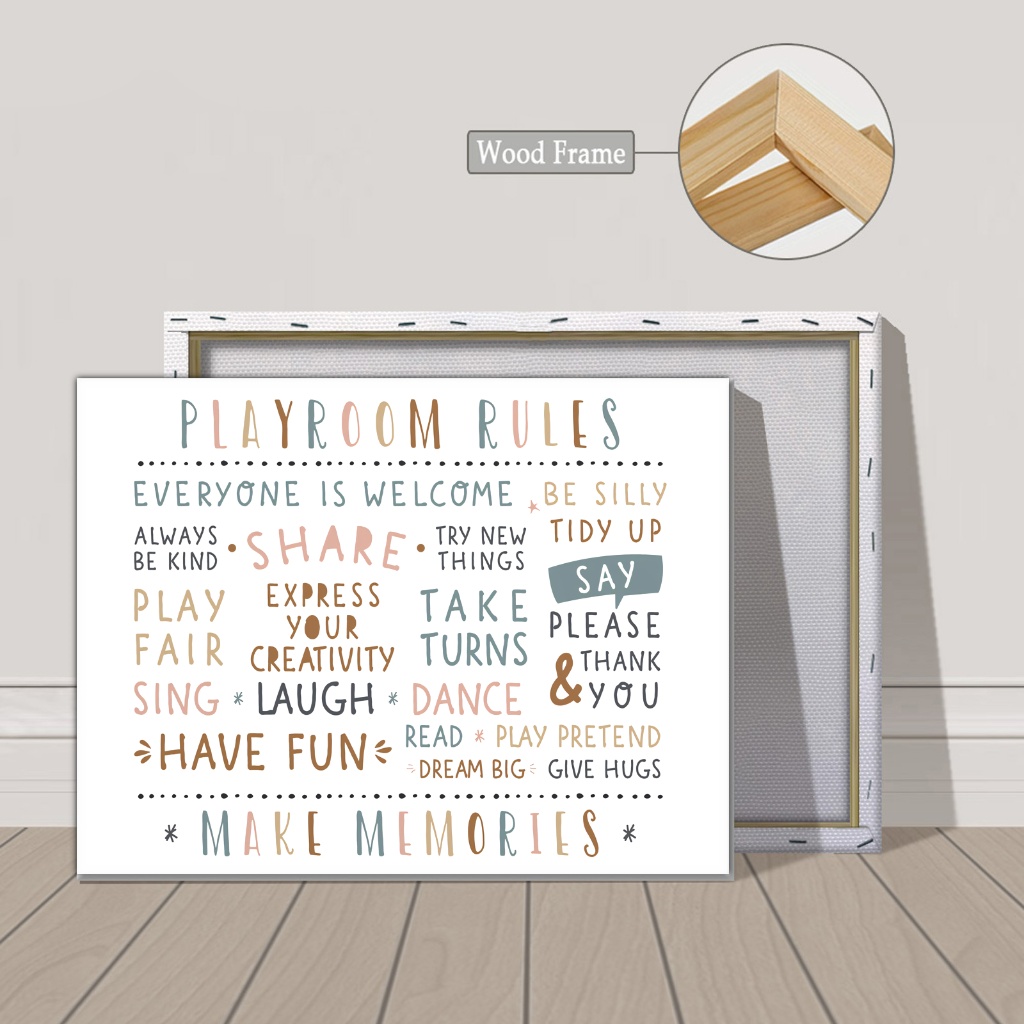 Wood Frame
PLAYROOM RULES
EVERYONE IS WELCOME
BE SILLY
TIDY UP
ALWAYS
BE KIND
SHARE
TRY NEW
THINGS
SAY
PLEASE
& THANK
YOU
PLAY
FAIR
EXPRESS
YOUR
CREATIVITY
TAKE
TURNS
SING * LAUGH * DANCE
HAVE FUN
READ * PLAY PRETEND
DREAM BIG
GIVE HUGS
* MAKE MEMORIES *